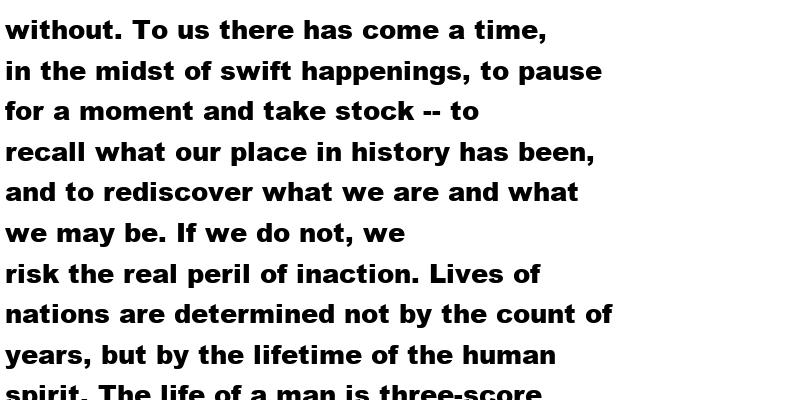 without. To us there has come a time,
in the midst of swift happenings, to pause
for a moment and take stock -- to
recall what our place in history has been,
and to rediscover what we are and what
we may be. If we do not, we
risk the real peril of inaction. Lives of
nations are determined not by the count of
years, but by the lifetime of the human
spirit. The life of a man is three-score